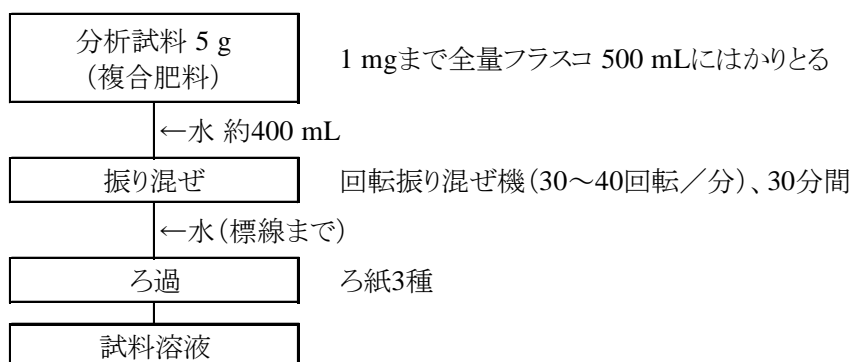 分析試料 5 g
(複合肥料)
1 mgまで全量フラスコ 500 mLにはかりとる
←水 約400 mL
振り混ぜ
回転振り混ぜ機(30~40回転/分)、30分間
←水(標線まで)
ろ過
ろ紙3種
試料溶液